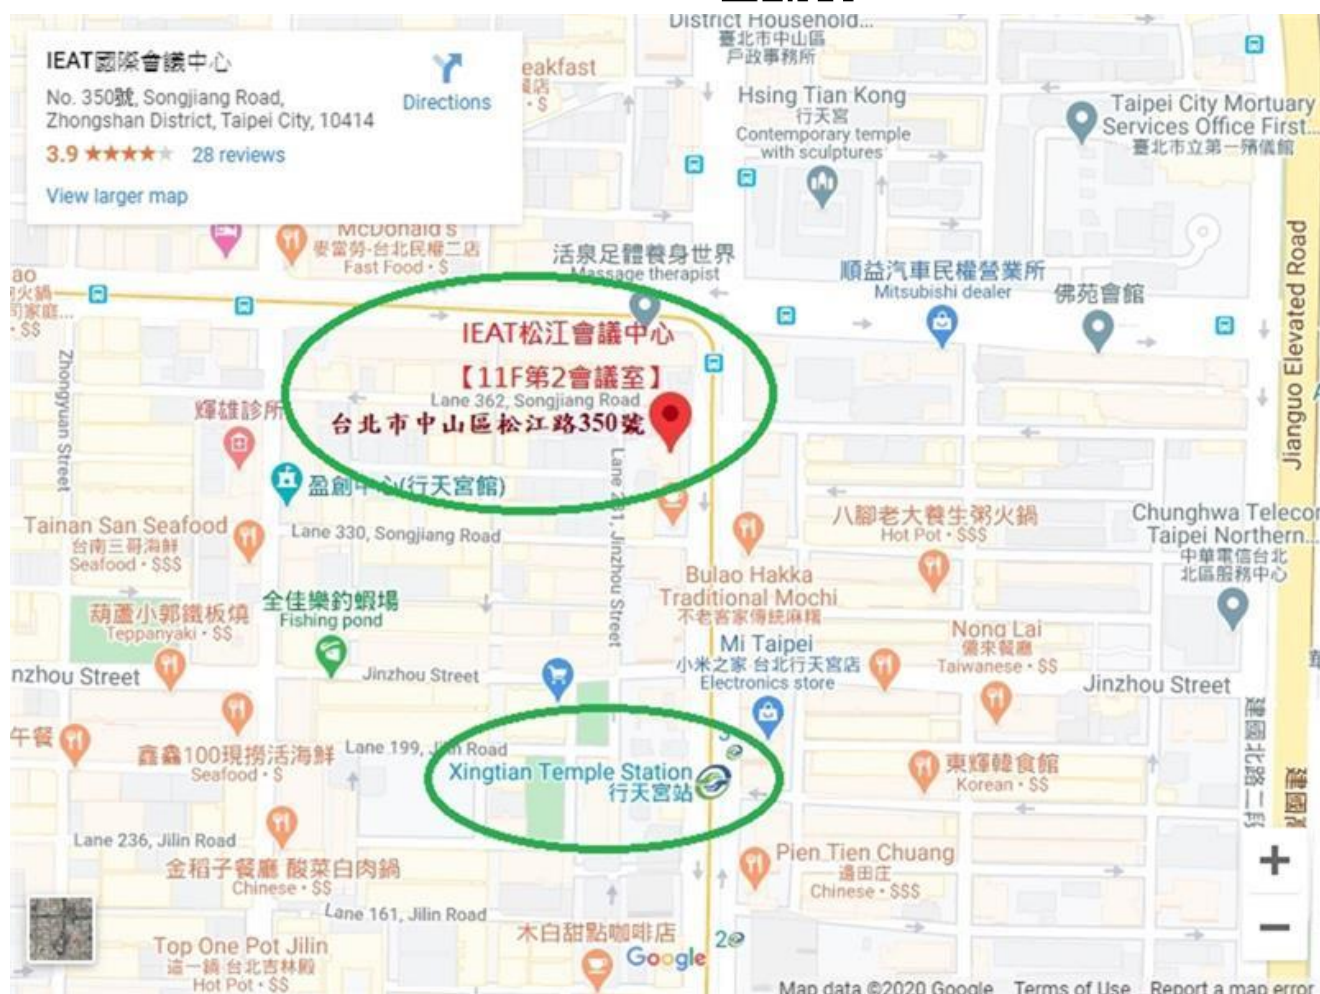 District Household...
臺北市中山區
戶政事務所
IEAT國際會議中心
No. 350號, Songjiang Road,
Zhongshan District, Taipei City, 10414
3.9
28 reviews
View larger map
Directions
eakfast
Hsing Tian Kong
行天宮
Contemporary temple
with sculptures
Taipei City Mortuary
Services Office First...
臺北市立第一殯儀館
McDonald's
麥當勞-台北民權二店
Fast Food · $
活泉足體養身世界
Massage therapist
順益汽車民權營業所
Mitsubishi dealer
佛苑會館
Jianguo Elevated Road
ao
火鍋
司家庭...
· $$
IEAT松江會議中心
【11F第2會議室】
Lane 362, Songjiang Road
台北市中山區松江路350號
Zhongyuan Street
輝雄診所
盈創中心(行天宮館)
Lane 231, Jinzhou Street
Tainan San Seafood
台南三哥海鮮
Seafood · $$$
Lane 330, Songjiang Road
八腳老大養生粥火鍋
Hot Pot · $$$
Chunghwa Telecor
Taipei Northern...
中華電信台北
北區服務中心
Bulao Hakka
Traditional Mochi
不老客家傳統麻糬
葫蘆小郭鐵板燒
Teppanyaki · $$
全佳樂釣蝦場
Fishing pond
Mi Taipei
小米之家 台北行天宮店
Electronics store
Nong Lai
儂來餐廳
Taiwanese · $$
nzhou Street
Jinzhou Street
Jinzhou Street
午餐
鑫鱻100現撈活海鮮
Seafood · $
Lane 199, Jilin Road
Xingtian Temple Station
行天宮站
東輝韓食館
Korean · $$
建國北路二段
Lane 236, Jilin Road
金稻子餐廳 酸菜白肉鍋
Chinese · $$
Pien Tien Chuang
邊田庄
Chinese · $$$
Lane 161, Jilin Road
木白甜點咖啡店
2
Top One Pot Jilin
這一鍋 台北吉林殿
Hot Pot · $$
Google
Map data ©2020 Google
Terms of Use
Report a map error